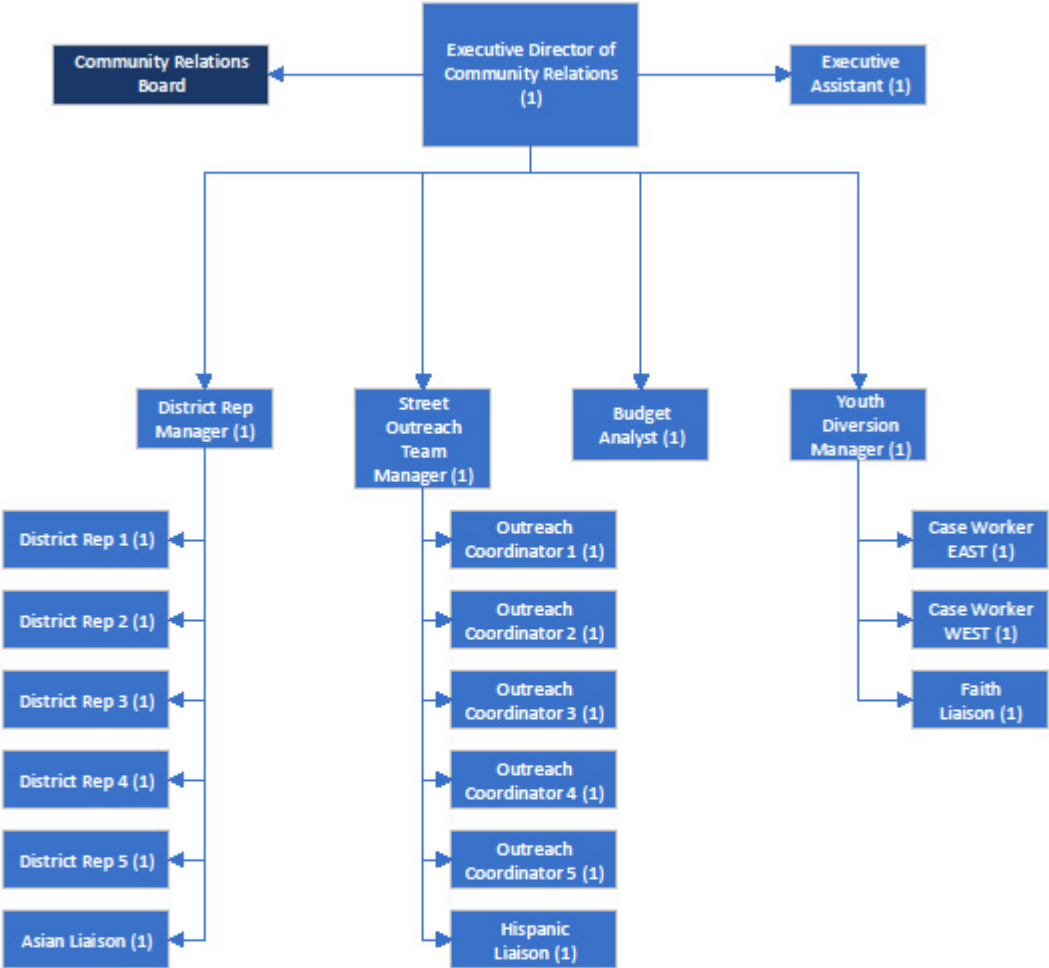 Community Relations
Board
Executive Director of
Community Relations
(1)
Executive
Assistant (1)
District Rep
Manager (1)
Street
Outreach
Team
Manager (1)
Budget
Analyst (1)
Youth
Diversion
Manager (1)
District Rep 1 (1)
District Rep 2 (1)
District Rep 3 (1)
District Rep 4 (1)
District Rep 5 (1)
Asian Liaison (1)
Outreach
Coordinator 1 (1)
Outreach
Coordinator 2 (1)
Outreach
Coordinator 3 (1)
Outreach
Coordinator 4 (1)
Outreach
Coordinator 5 (1)
Hispanic
Liaison (1)
Case Worker
EAST (1)
Case Worker
WEST (1)
Faith
Liaison (1)